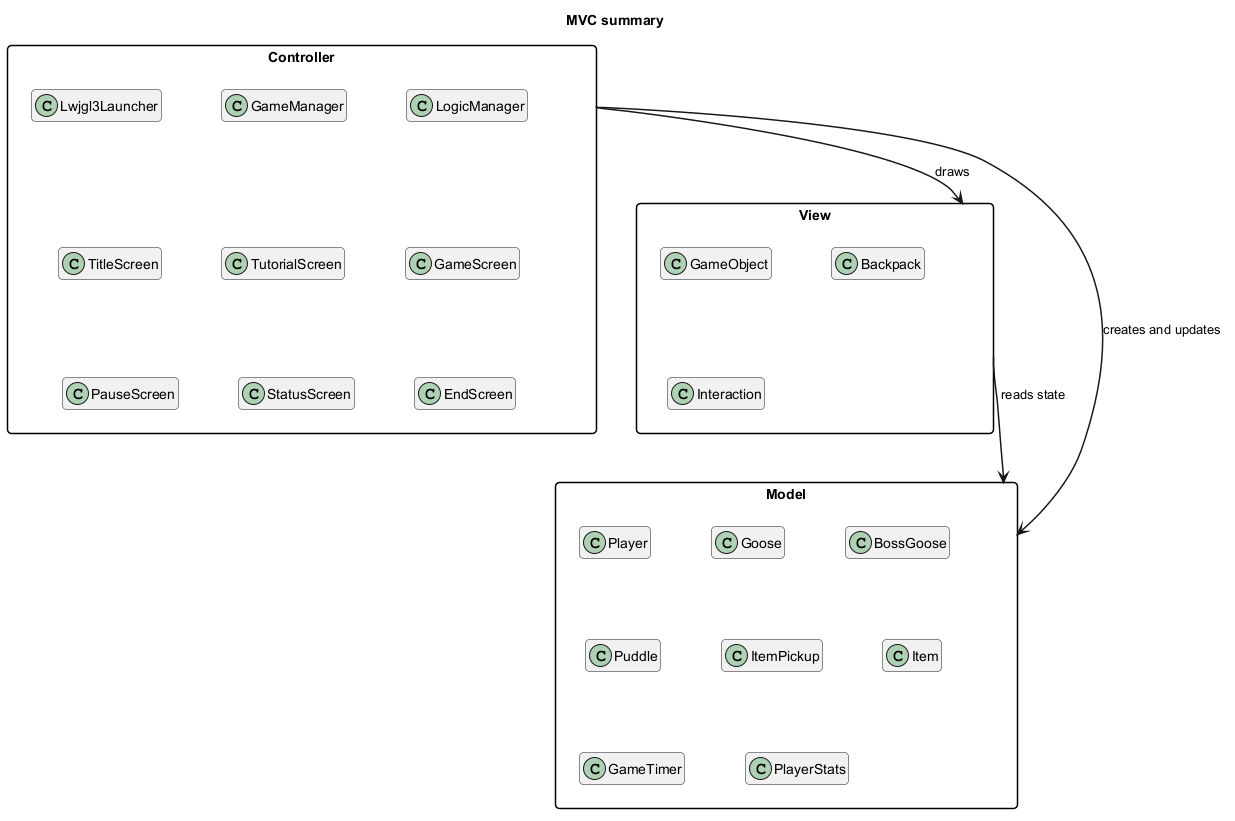 MVC summary
Controller
C Lwjgl3Launcher
C GameManager
C LogicManager
C TitleScreen
C TutorialScreen
C GameScreen
C PauseScreen
C StatusScreen
C EndScreen
draws
View
C GameObject
C Backpack
C Interaction
creates and updates
reads state
Model
C Player
C Goose
C BossGoose
C Puddle
C ItemPickup
C Item
C GameTimer
C PlayerStats